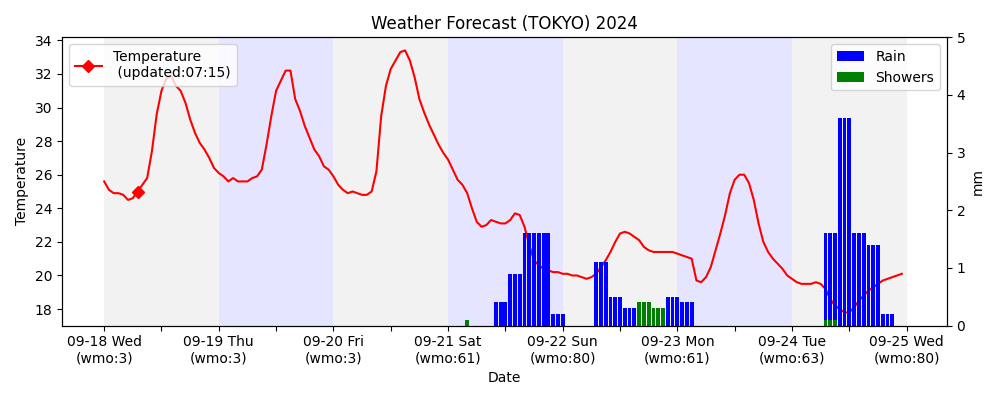 Weather Forecast (TOKYO) 2024
Temperature
(updated:07:15)
Rain
Showers
34
32
30
28
26
24
22
20
18
Temperature
5
4
3
2
1
0
mm
09-18 Wed
(wmo:3)
09-19 Thu
(wmo:3)
09-20 Fri
(wmo:3)
09-21 Sat
(wmo:61)
09-22 Sun
(wmo:80)
09-23 Mon
(wmo:61)
09-24 Tue
(wmo:63)
09-25 Wed
(wmo:80)
Date